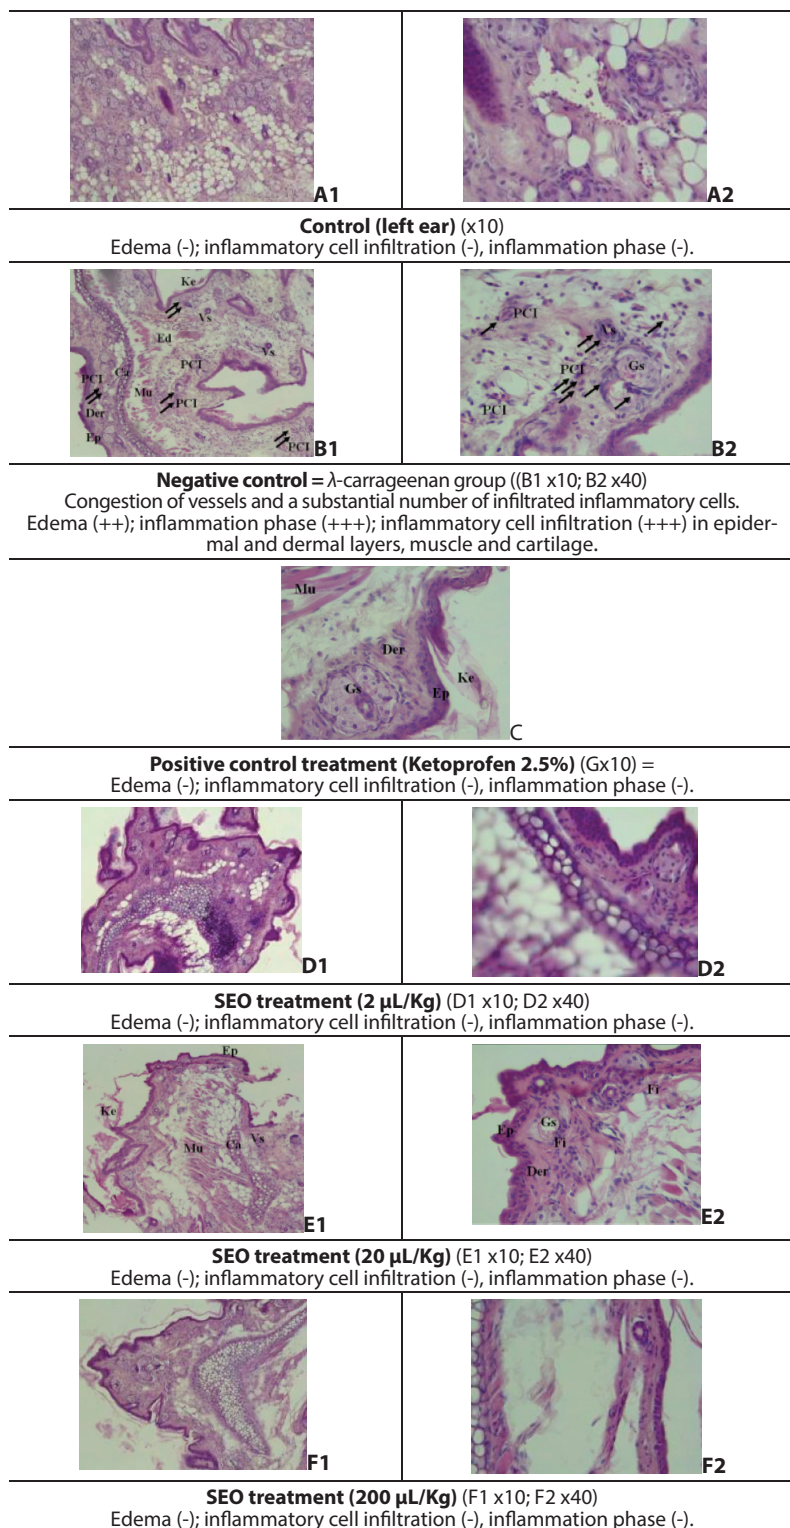 A1
A2
Control (left ear) (x10)
Edema (-); inflammatory cell infiltration (-), inflammation phase (-).
Ke
Vs
Ed
Vs
PCI
PCI
Ca
Mu
PCI
Der
Ep
PCI
B1
PCI
Vs
PCI
Gs
PCI
B2
Negative control = λ-carrageenan group ((B1 x10; B2 x40)
Congestion of vessels and a substantial number of infiltrated inflammatory cells.
Edema (++); inflammation phase (+++); inflammatory cell infiltration (+++) in epider-
mal and dermal layers, muscle and cartilage.
Mu
Der
Gs
Ep
Ke
C
Positive control treatment (Ketoprofen 2.5%) (Gx10) =
Edema (-); inflammatory cell infiltration (-), inflammation phase (-).
D1
D2
SEO treatment (2 μL/Kg) (D1 x10; D2 x40)
Edema (-); inflammatory cell infiltration (-), inflammation phase (-).
Ep
Ke
Mu
Ca
Vs
E1
Fi
Gs
Ep
Fi
Der
E2
SEO treatment (20 μL/Kg) (E1 x10; E2 x40)
Edema (-); inflammatory cell infiltration (-), inflammation phase (-).
F1
F2
SEO treatment (200 μL/Kg) (F1 x10; F2 x40)
Edema (-); inflammatory cell infiltration (-), inflammation phase (-).